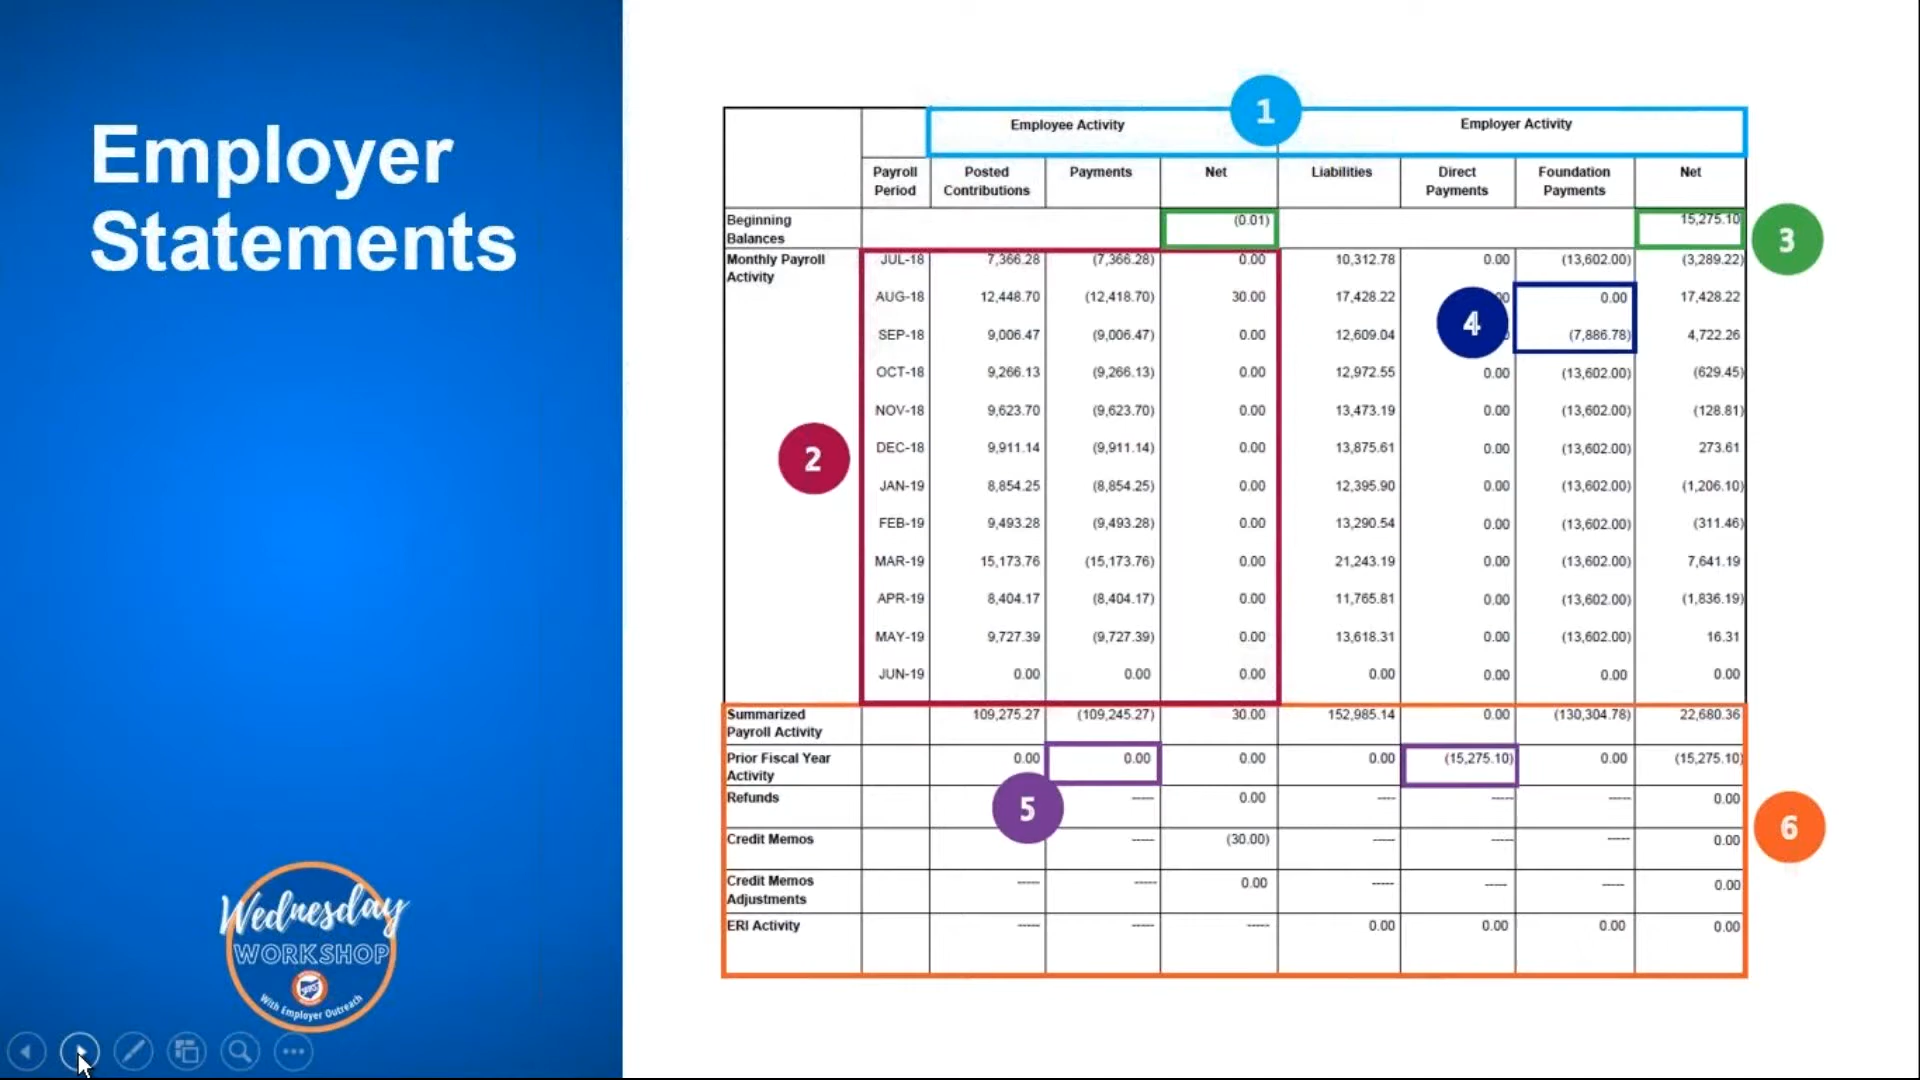 Employer
Statements
1
Employee Activity Employer Activity
Payroll Period Posted Contributions Payments Net Liabilities Direct Payments Foundation Payments Net
Beginning Balances (0.01) 15,275.10
3
Monthly Payroll Activity
JUL-18 7,366.28 (7,366.28) 0.00 10,312.78 0.00 (13,602.00) (3,289.22)
AUG-18 12,448.70 (12,418.70) 30.00 17,428.22 0.00 17,428.22
4
SEP-18 9,006.47 (9,006.47) 0.00 12,609.04 (7,886.78) 4,722.26
OCT-18 9,266.13 (9,266.13) 0.00 12,972.55 0.00 (13,602.00) (629.45)
NOV-18 9,623.70 (9,623.70) 0.00 13,473.19 0.00 (13,602.00) (128.81)
2
DEC-18 9,911.14 (9,911.14) 0.00 13,875.61 0.00 (13,602.00) 273.61
JAN-19 8,854.25 (8,854.25) 0.00 12,395.90 0.00 (13,602.00) (1,206.10)
FEB-19 9,493.28 (9,493.28) 0.00 13,290.54 0.00 (13,602.00) (311.46)
MAR-19 15,173.76 (15,173.76) 0.00 21,243.19 0.00 (13,602.00) 7,641.19
APR-19 8,404.17 (8,404.17) 0.00 11,765.81 0.00 (13,602.00) (1,836.19)
MAY-19 9,727.39 (9,727.39) 0.00 13,618.31 0.00 (13,602.00) 16.31
JUN-19 0.00 0.00 0.00 0.00 0.00 0.00 0.00
Summarized Payroll Activity 109,275.27 (109,245.27) 30.00 152,985.14 0.00 (130,304.78) 22,680.36
Prior Fiscal Year Activity 0.00 0.00 0.00 0.00 (15,275.10) 0.00 (15,275.10)
5
Refunds ----- 0.00 ---- ----- ----- 0.00
6
Credit Memos ----- (30.00) ----- ----- ----- 0.00
Credit Memos Adjustments ----- ----- 0.00 ----- ----- ----- 0.00
ERI Activity ----- ----- ----- 0.00 0.00 0.00 0.00
Wednesday
WORKSHOP
With Employer Outreach